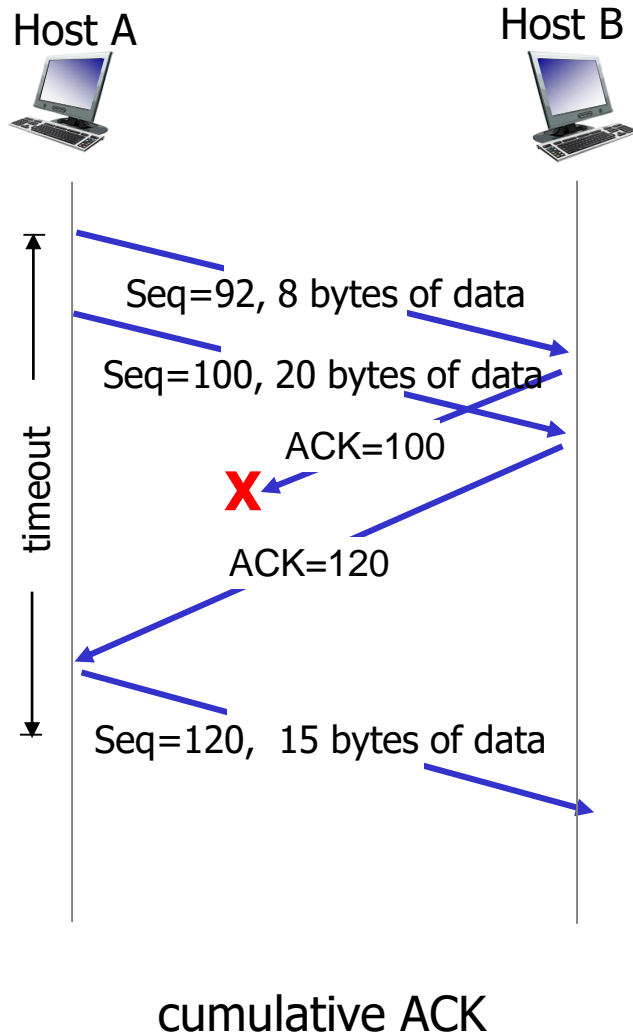 Host A
Host B
Seq=92, 8 bytes of data
Seq=100, 20 bytes of data
ACK=100
X
timeout
ACK=120
Seq=120, 15 bytes of data
cumulative ACK